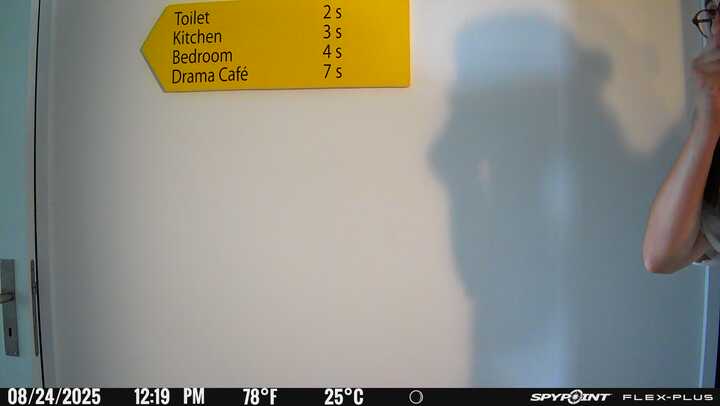 Toilet 2 s
Kitchen 3 s
Bedroom 4 s
Drama Café 7 s
08/24/2025 12:19 PM 78°F 25°C SPYPOINT FLEX-PLUS